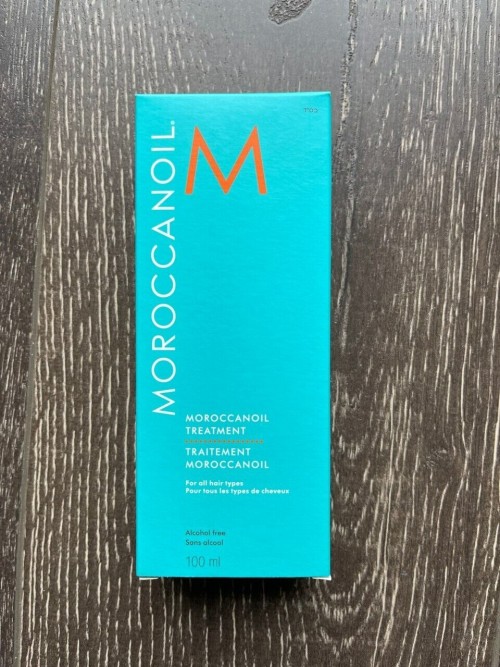 MOROCCANOIL®
M
MOROCCANOIL
TREATMENT
TRAITEMENT
MOROCCANOIL
For all hair types
Pour tous les types de cheveux
Alcohol free
Sans alcool
100 ml